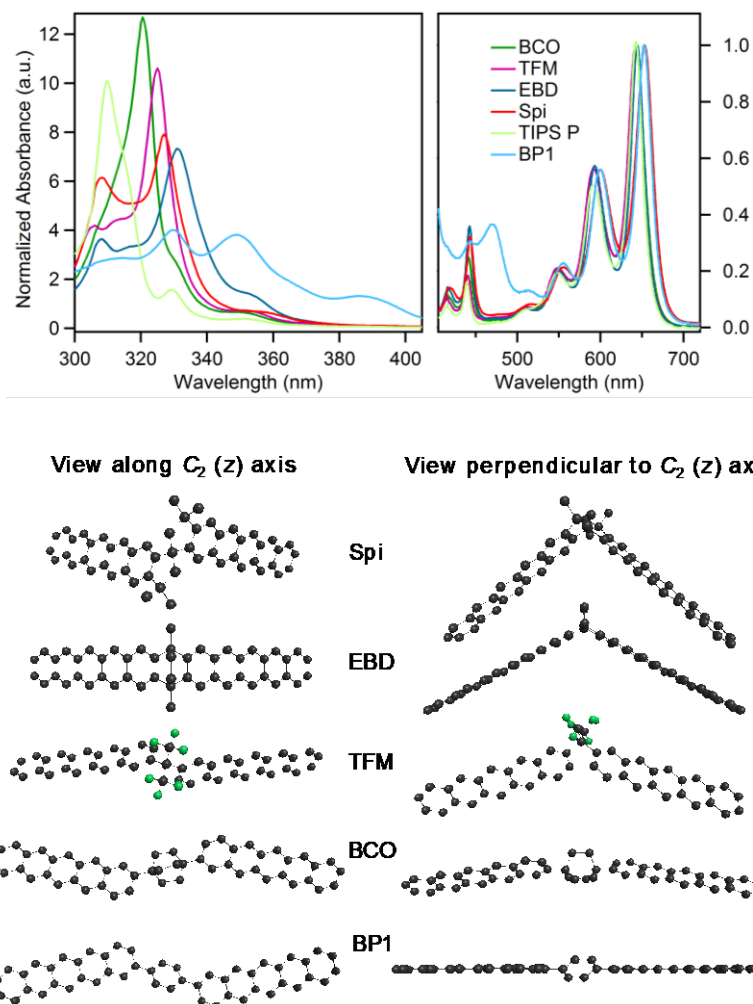 Normalized Absorbance (a.u.)
12
10
8
6
4
2
0
300
320
340
360
380
400
Wavelength (nm)
BCO
TFM
EBD
Spi
TIPS P
BP1
1.0
0.8
0.6
0.4
0.2
0.0
500
600
700
Wavelength (nm)
View along C₂ (z) axis
View perpendicular to C₂ (z) ax
Spi
EBD
TFM
BCO
BP1